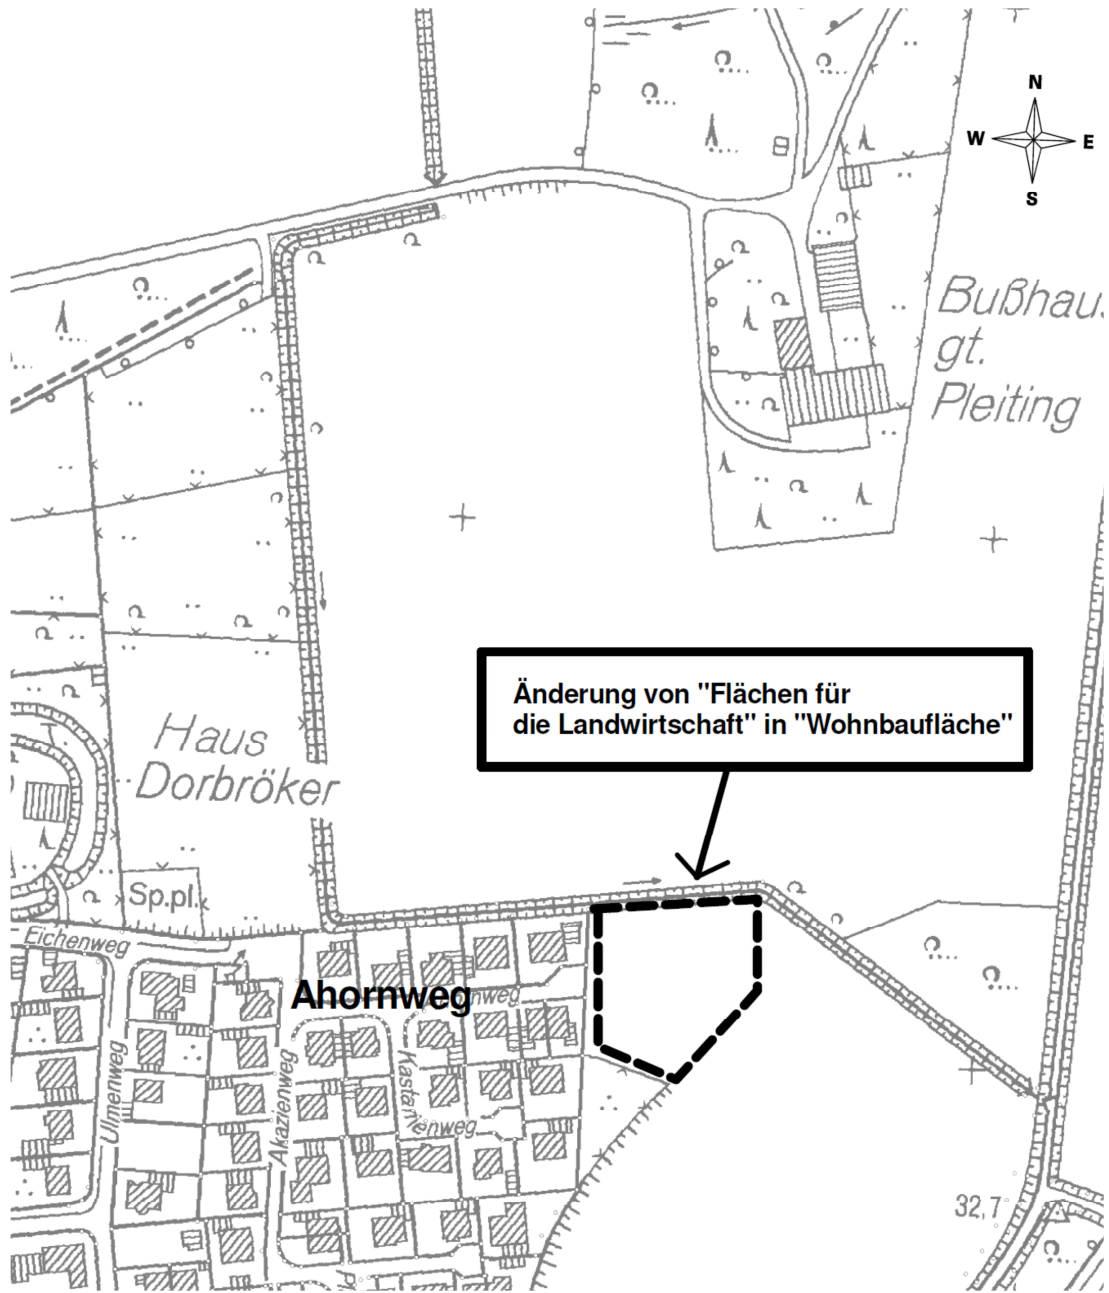 N
W E
S
Bußhaus
gt.
Pleiting
Änderung von "Flächen für
die Landwirtschaft" in "Wohnbaufläche"
Haus
Dorbröker
Sp.pl.
Eichenweg
Ahornweg
Ulmenweg
Akazienweg
Kastanienweg
32,7